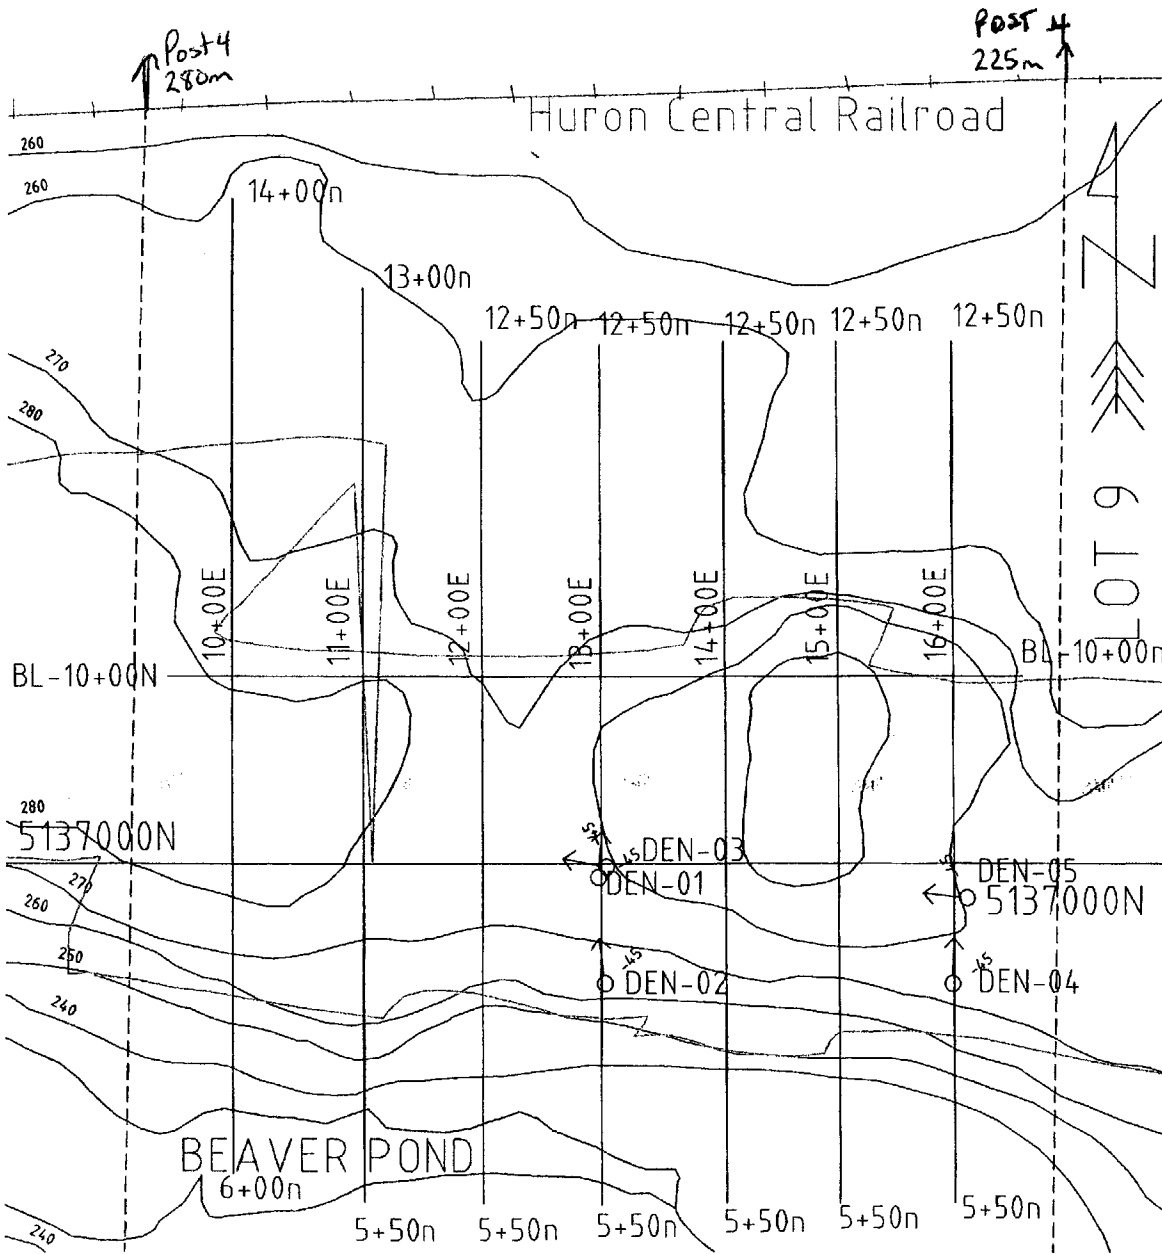 Post 4
280m
POST 4
225m
Huron Central Railroad
260
260
14+00n
13+00n
12+50n
12+50n
12+50n
12+50n
12+50n
Z
270
280
LOT 9
10+00E
11+00E
12+00E
13+00E
14+00E
15+00E
16+00E
BL-10+00N
BL-10+00n
280
5137000N
-45
DEN-03
DEN-01
DEN-05
5137000N
270
260
250
-45
DEN-02
-45
DEN-04
240
BEAVER POND
6+00n
5+50n
5+50n
5+50n
5+50n
5+50n
5+50n
240